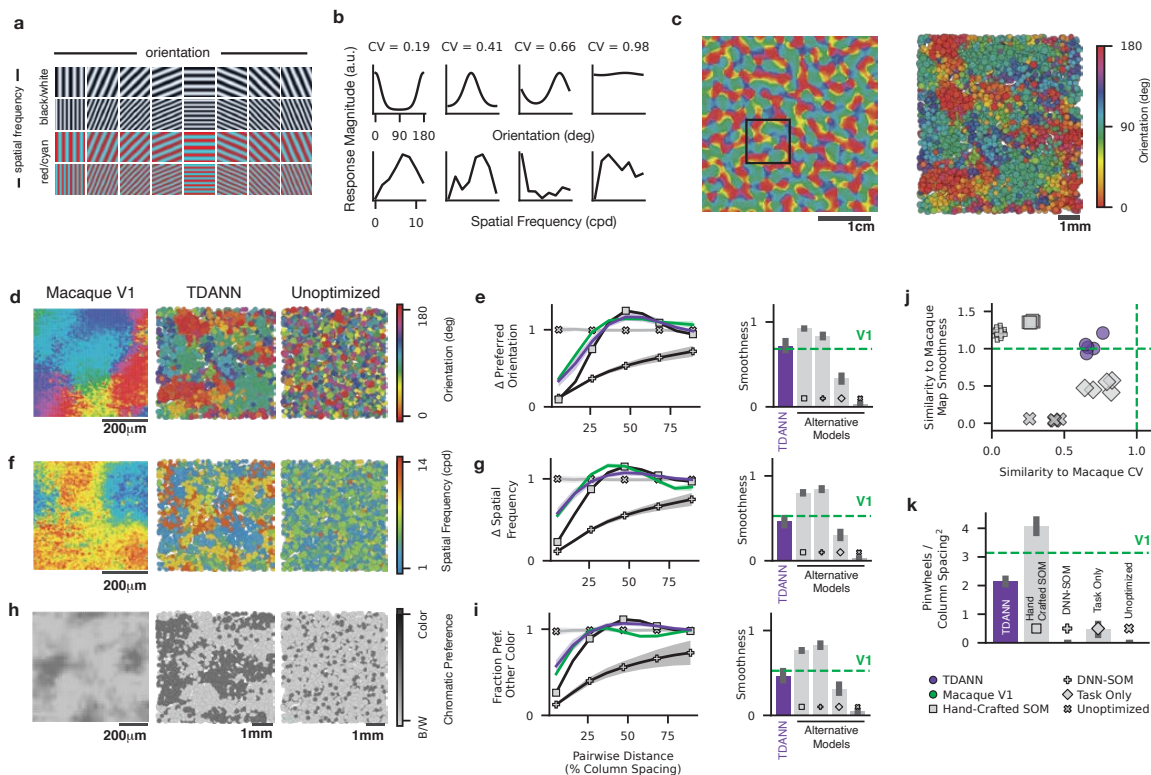 a
orientation
spatial frequency
black/white
red/cyan
b
CV = 0.19 CV = 0.41 CV = 0.66 CV = 0.98
Response Magnitude (a.u.)
0 90 180
Orientation (deg)
0 10
Spatial Frequency (cpd)
c
1cm
1mm
180
90
0
Orientation (deg)
d
Macaque V1 TDANN Unoptimized
200μm
180
0
Orientation (deg)
e
1
0
Δ Preferred
Orientation
25 50 75
1
0
Smoothness
V1
TDANN
Alternative
Models
f
200μm
14
1
Spatial Frequency (cpd)
g
1
0
Δ Spatial
Frequency
1
0
Smoothness
V1
TDANN
Alternative
Models
h
200μm
1mm
1mm
Color
B/W
Chromatic Preference
i
1
0
Fraction Pref.
Other Color
25 50 75
Pairwise Distance
(% Column Spacing)
1
0
Smoothness
V1
TDANN
Alternative
Models
j
Similarity to Macaque
Map Smoothness
1.5
1.0
0.5
0.0
0.0 0.5 1.0
Similarity to Macaque CV
k
Pinwheels /
Column Spacing²
4
3
2
1
0
V1
TDANN
Hand
Crafted SOM
DNN-SOM
Task Only
Unoptimized
TDANN
Macaque V1
Hand-Crafted SOM
DNN-SOM
Task Only
Unoptimized